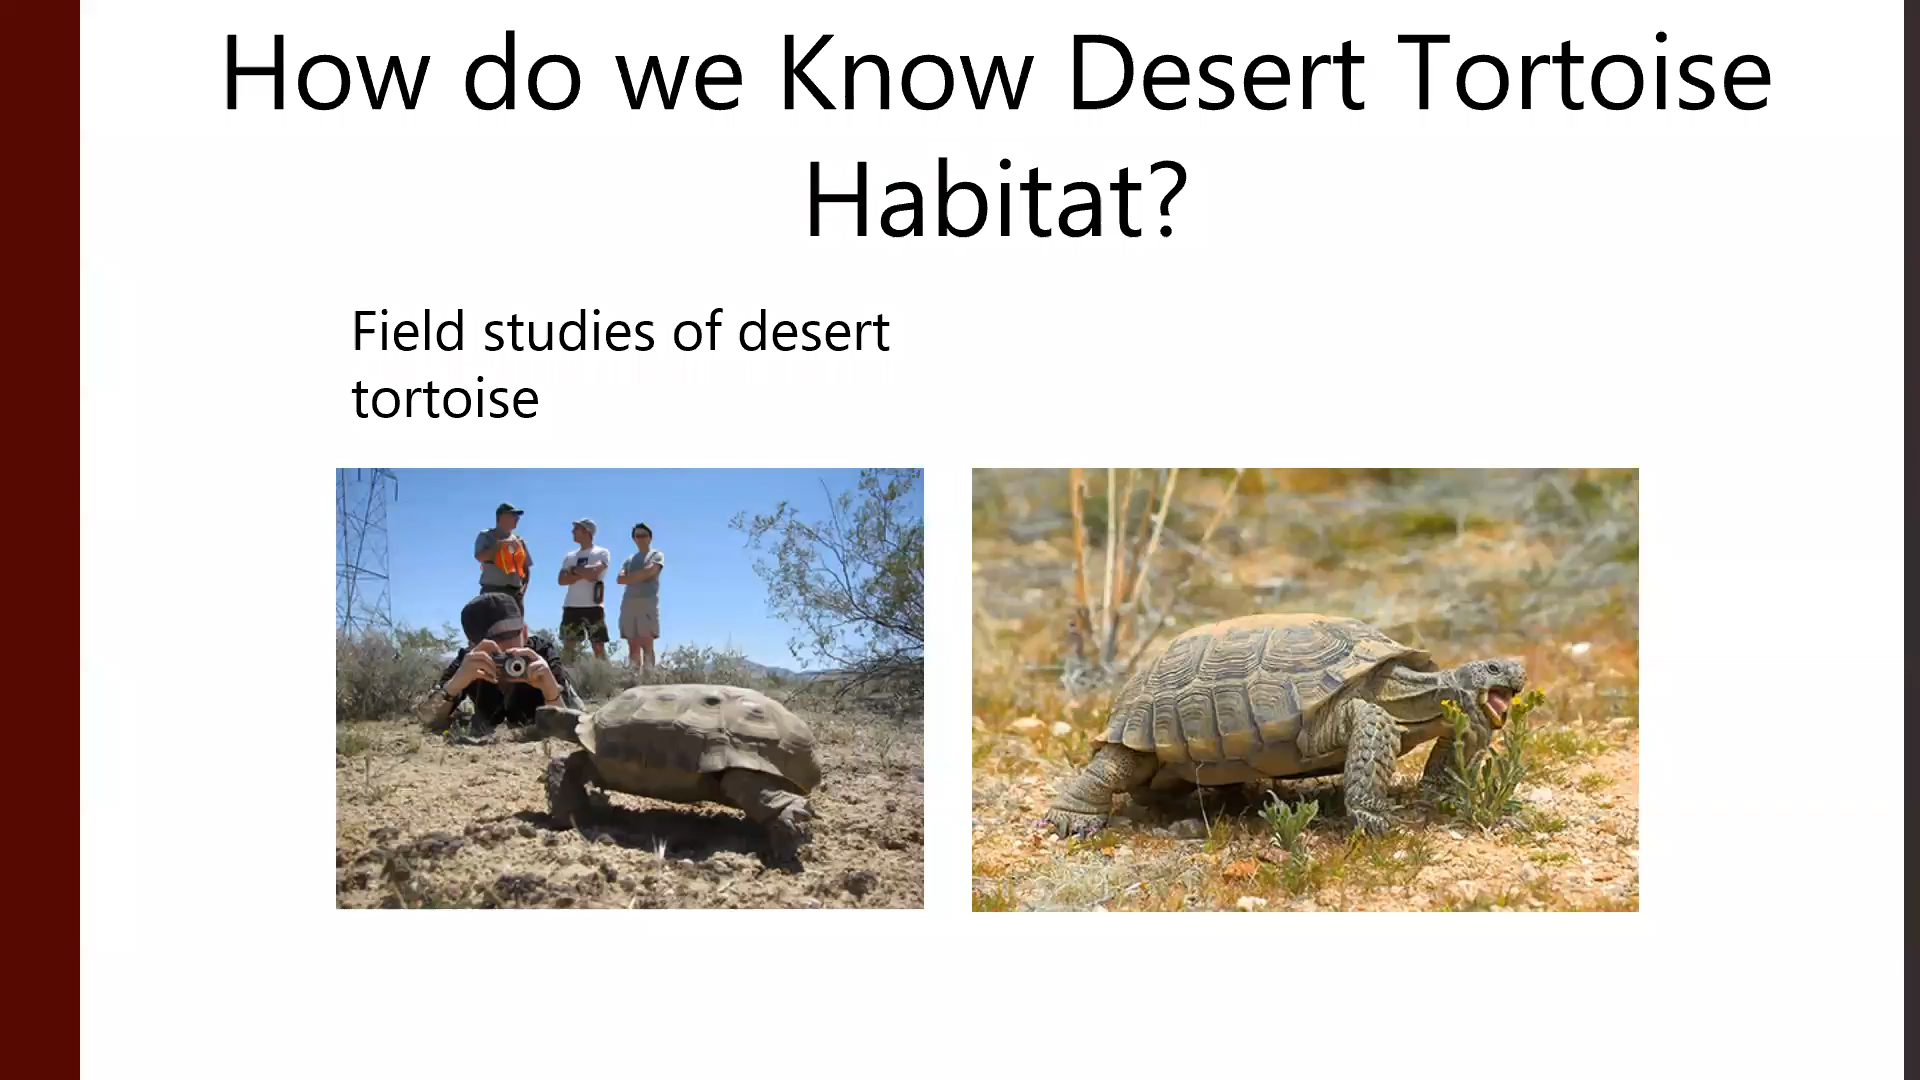 How do we Know Desert Tortoise
Habitat?
Field studies of desert
tortoise